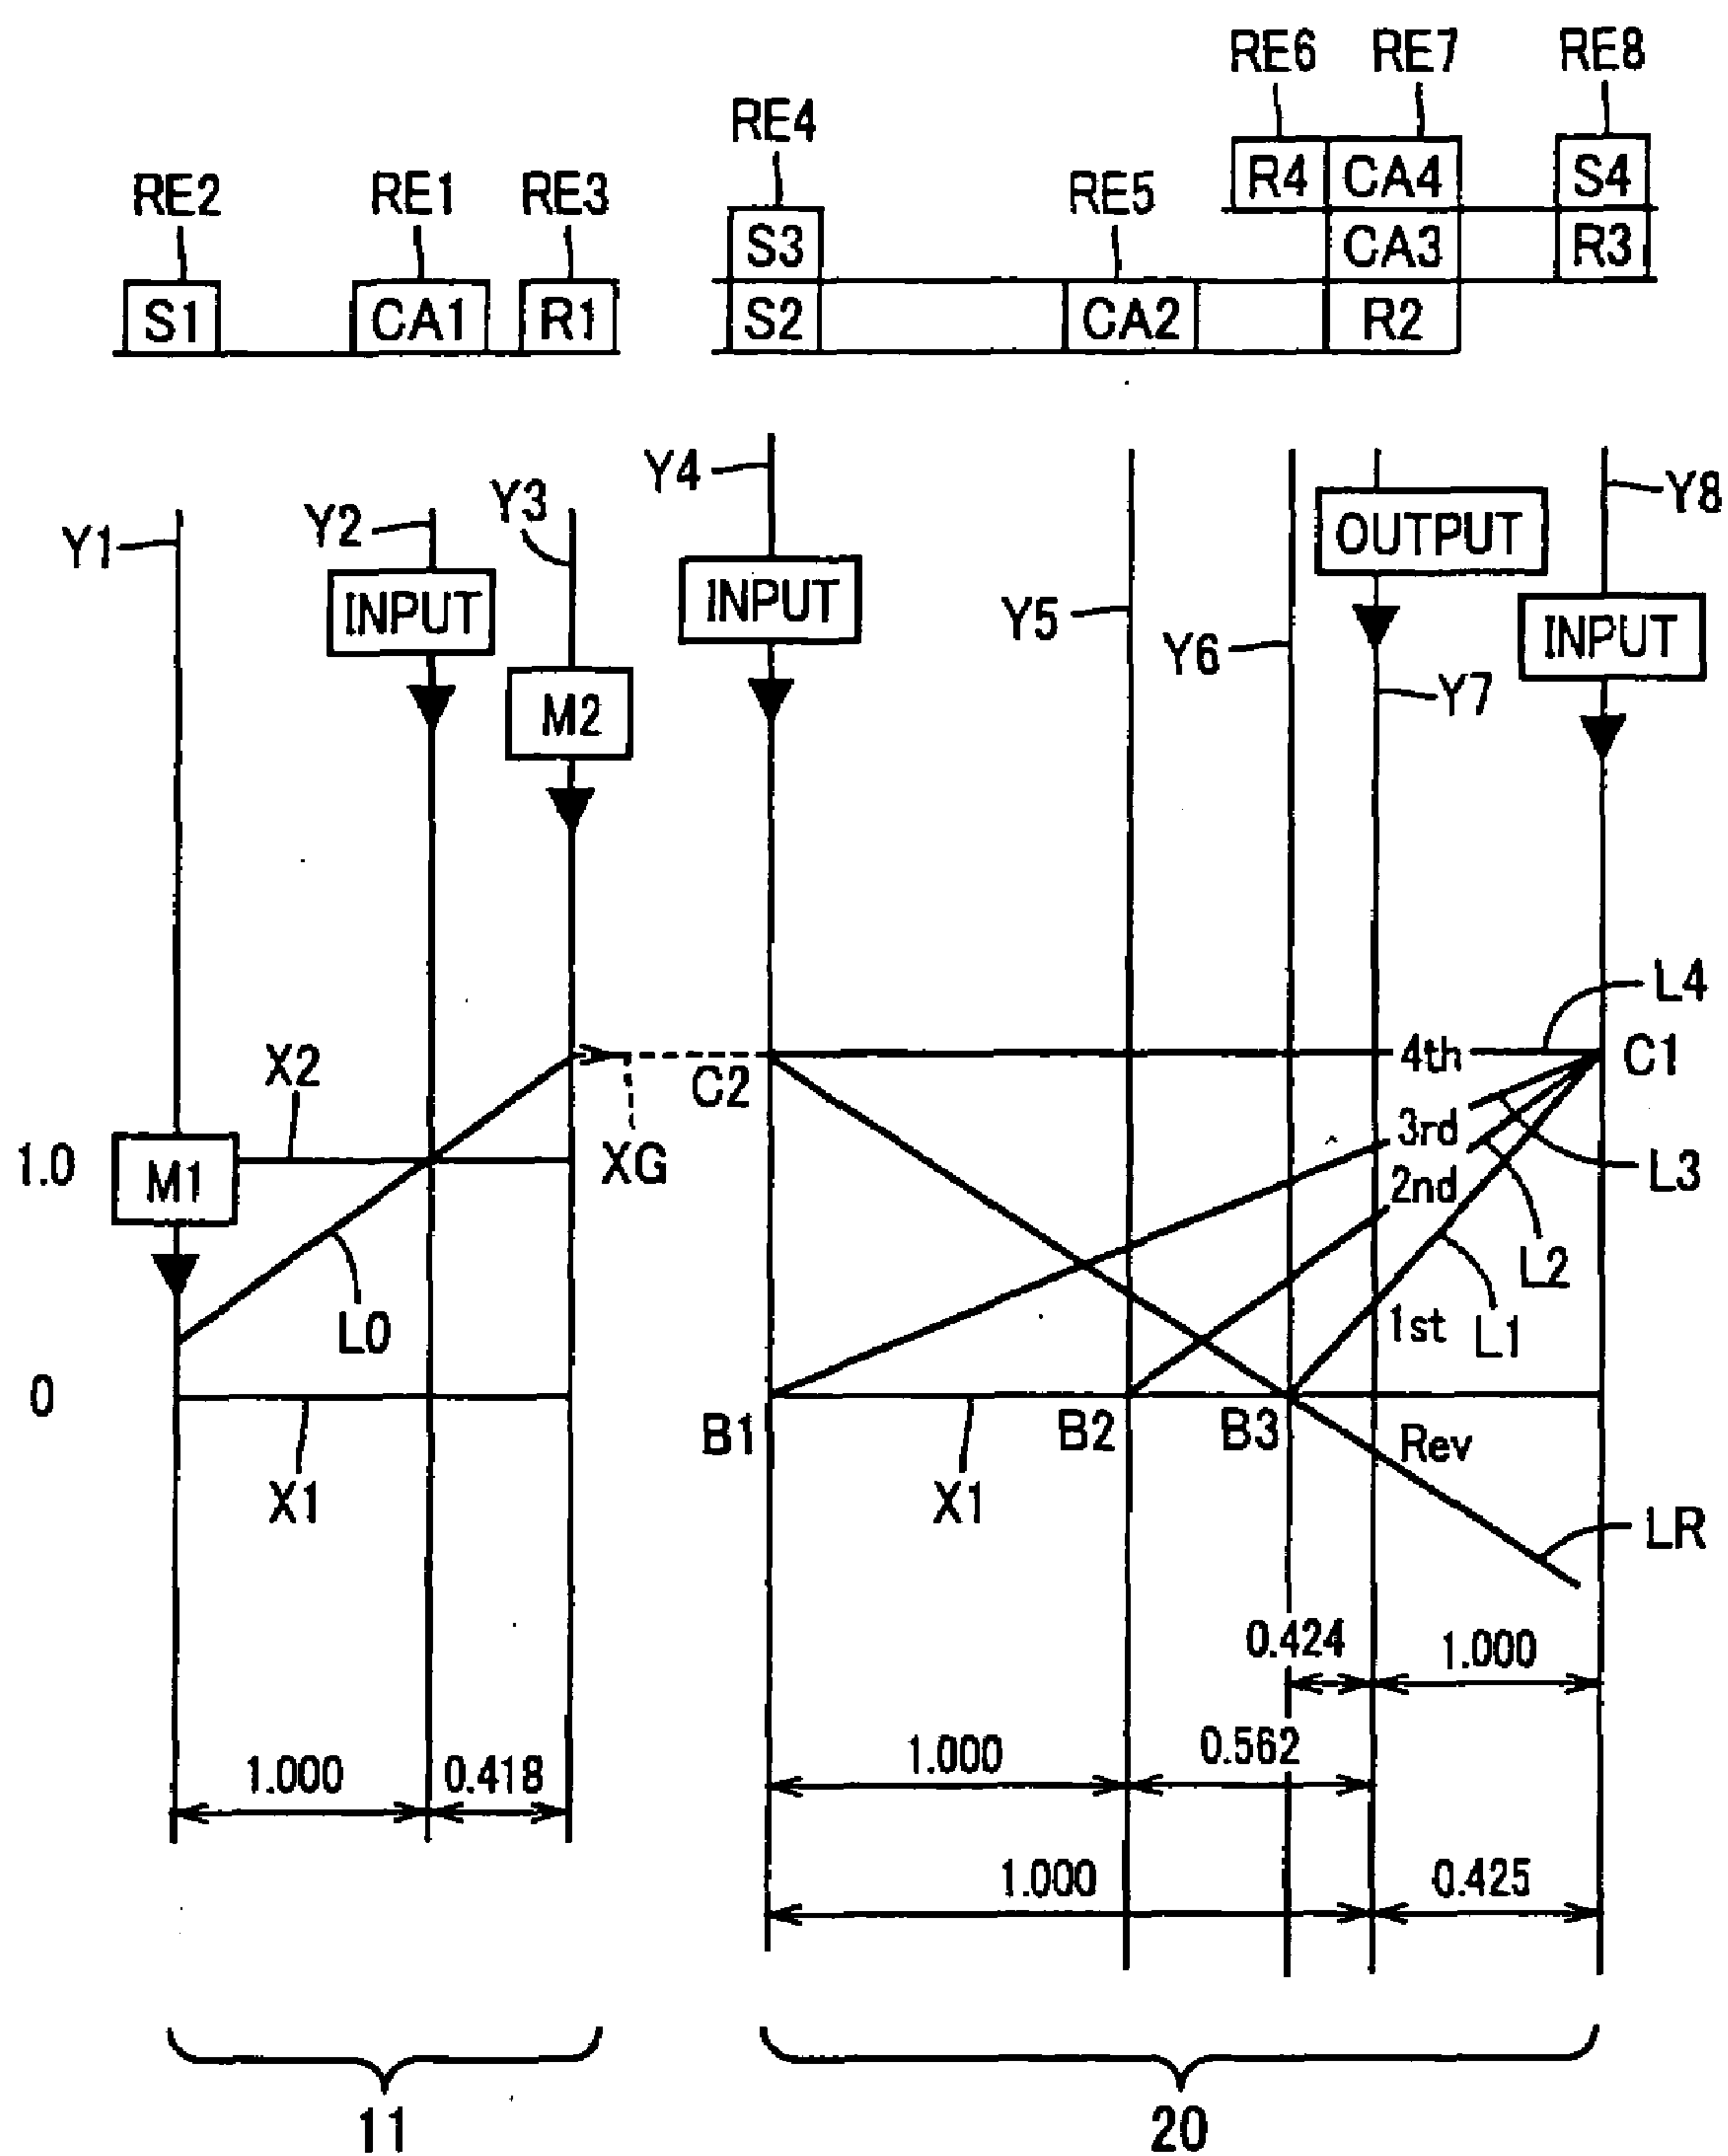 RE6 RE7 RE8
RE4
R4 CA4 S4
RE2 RE1 RE3 RE5
S3 CA3 R3
S1 CA1 R1 S2 CA2 R2
Y4 Y8
Y3
Y1 Y2 OUTPUT
INPUT INPUT Y5 INPUT
Y6
M2 Y7
L4
X2 C2 4th C1
3rd
1.0 M1 XG L3
2nd
L2
L0 1st L1
0
B1 B2 B3 Rev
X1 X1
LR
0.424 1.000
1.000 0.418 1.000 0.562
1.000 0.425
11 20